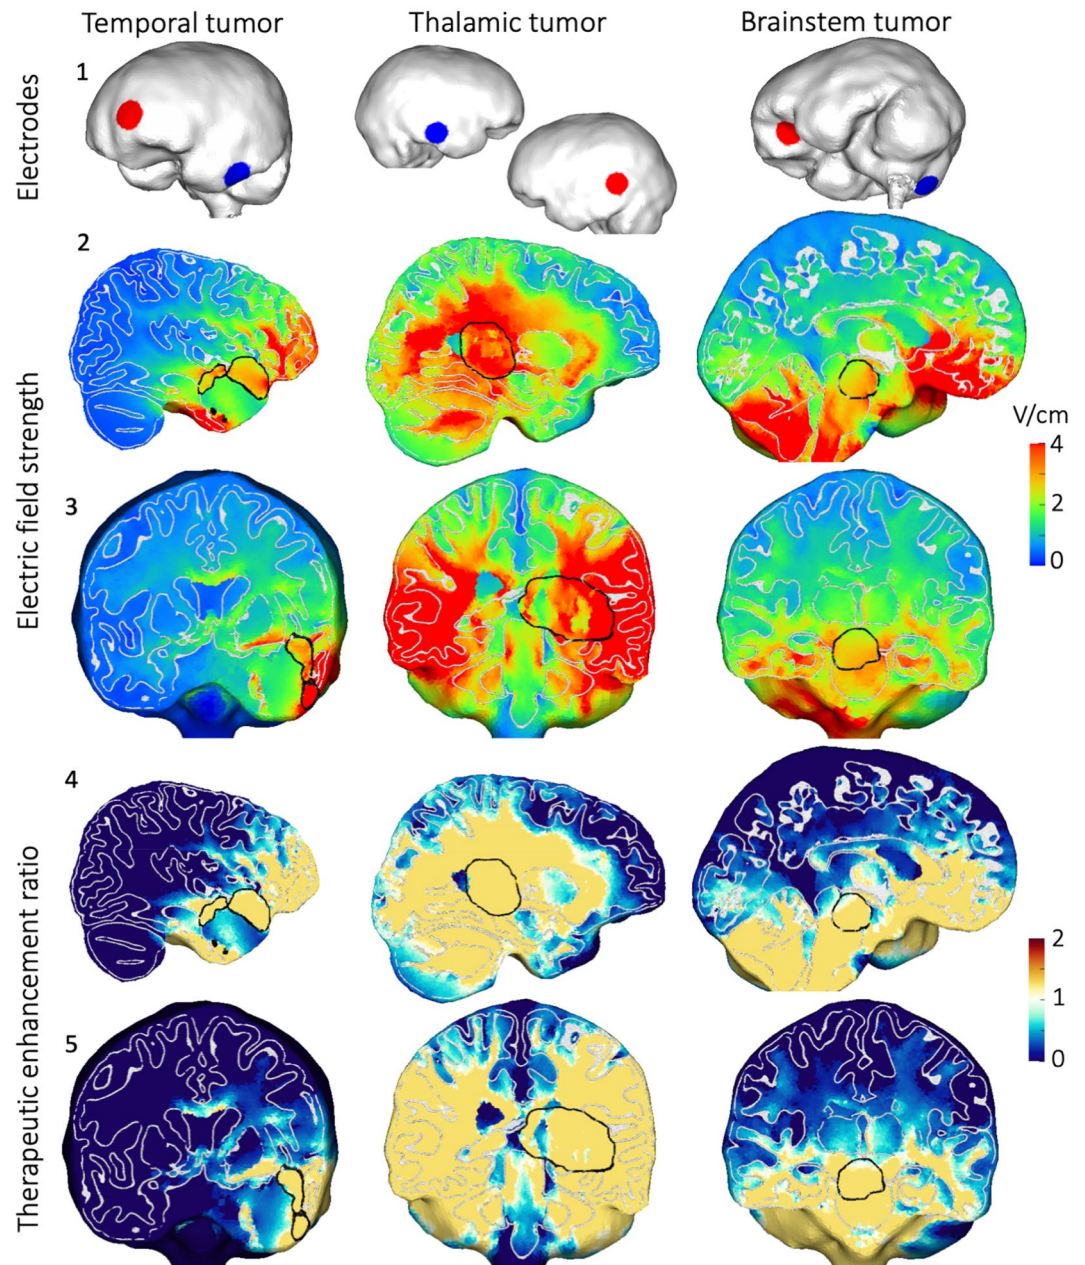 Temporal tumor
Thalamic tumor
Brainstem tumor
Electrodes
1
2
Electric field strength
V/cm
4
2
0
3
4
Therapeutic enhancement ratio
2
1
0
5